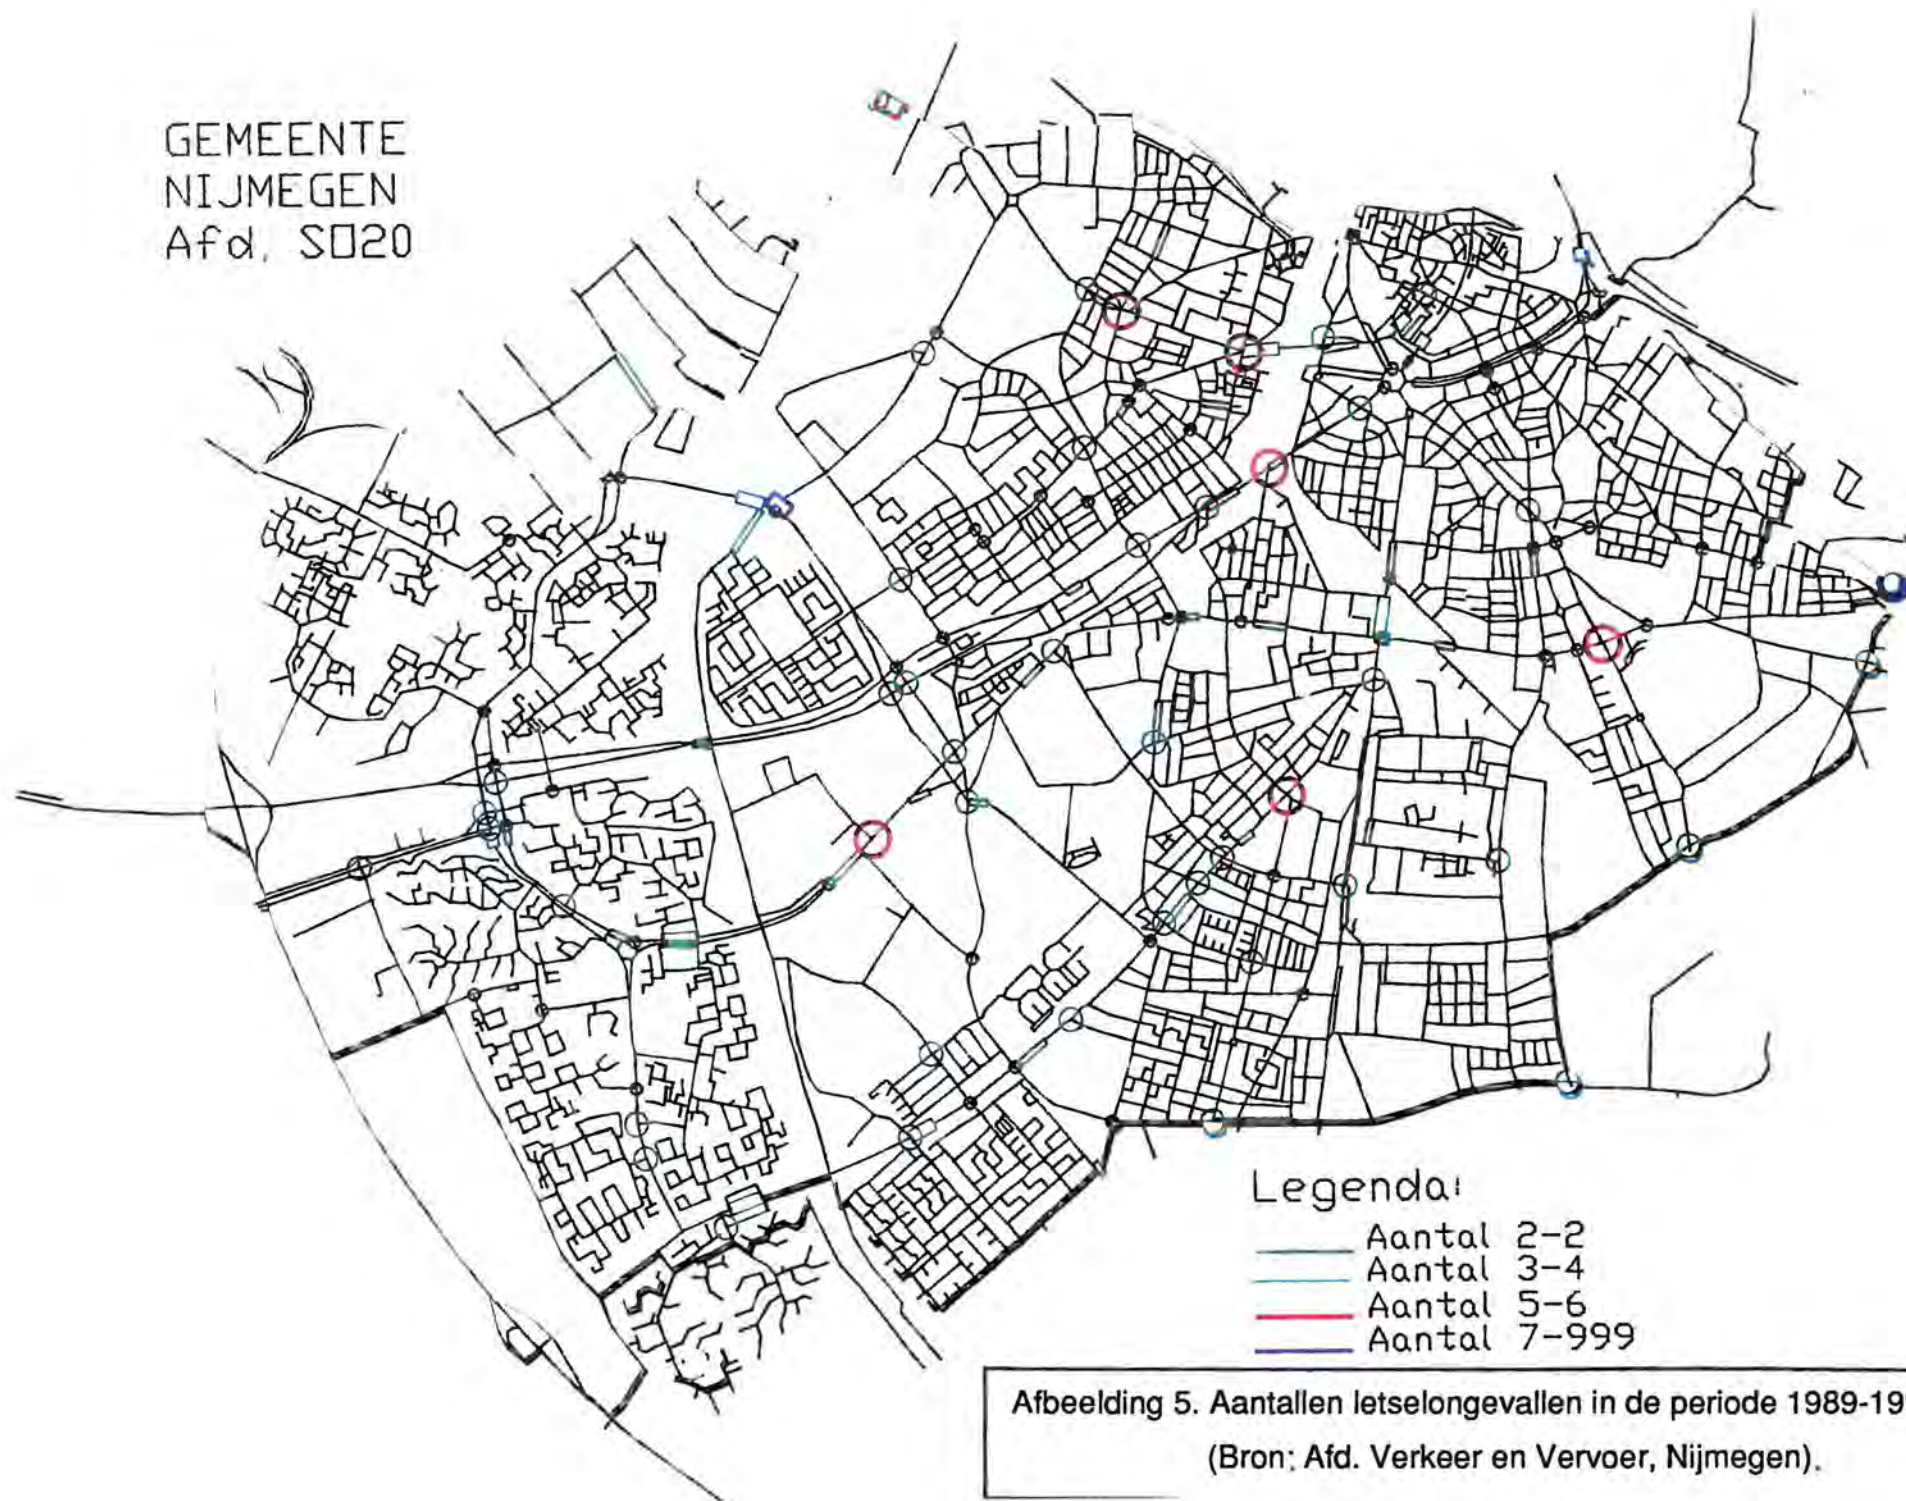 GEMEENTE
NIJMEGEN
Afd. SO20
Legenda:
Aantal 2-2
Aantal 3-4
Aantal 5-6
Aantal 7-999
Afbeelding 5. Aantallen letselongevallen in de periode 1989-19
(Bron: Afd. Verkeer en Vervoer, Nijmegen).